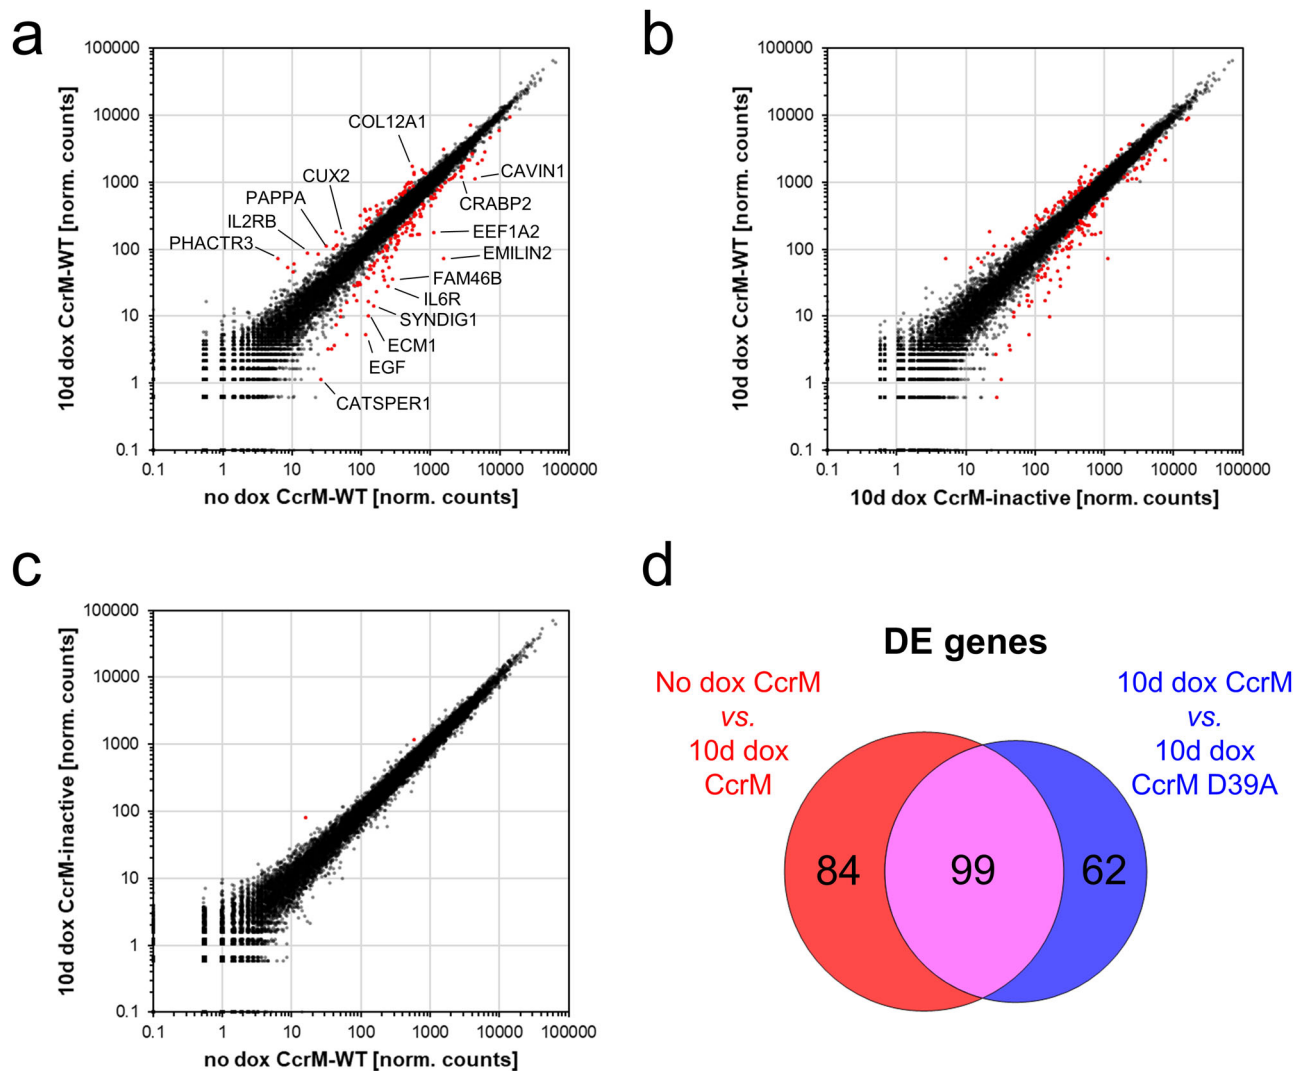 a
100000
10000
1000
100
10
1
0.1
10d dox CcrM-WT [norm. counts]
COL12A1
CUX2
PAPPA
IL2RB
PHACTR3
CAVIN1
CRABP2
EEF1A2
EMILIN2
FAM46B
IL6R
SYNDIG1
ECM1
EGF
CATSPER1
0.1 1 10 100 1000 10000 100000
no dox CcrM-WT [norm. counts]
b
100000
10000
1000
100
10
1
0.1
10d dox CcrM-WT [norm. counts]
0.1 1 10 100 1000 10000 100000
10d dox CcrM-inactive [norm. counts]
c
100000
10000
1000
100
10
1
0.1
10d dox CcrM-inactive [norm. counts]
0.1 1 10 100 1000 10000 100000
no dox CcrM-WT [norm. counts]
d
DE genes
No dox CcrM
vs.
10d dox
CcrM
10d dox CcrM
vs.
10d dox
CcrM D39A
84 99 62